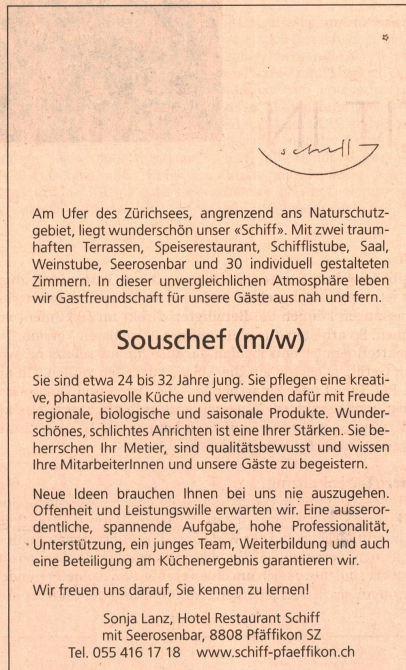 schiff
Am Ufer des Zürichsees, angrenzend ans Naturschutz-
gebiet, liegt wunderschön unser «Schiff». Mit zwei traum-
haften Terrassen, Speiserestaurant, Schifflistube, Saal,
Weinstube, Seerosenbar und 30 individuell gestalteten
Zimmern. In dieser unvergleichlichen Atmosphäre leben
wir Gastfreundschaft für unsere Gäste aus nah und fern.
Souschef (m/w)
Sie sind etwa 24 bis 32 Jahre jung. Sie pflegen eine kreati-
ve, phantasievolle Küche und verwenden dafür mit Freude
regionale, biologische und saisonale Produkte. Wunder-
schönes, schlichtes Anrichten ist eine Ihrer Stärken. Sie be-
herrschen Ihr Metier, sind qualitätsbewusst und wissen
Ihre MitarbeiterInnen und unsere Gäste zu begeistern.
Neue Ideen brauchen Ihnen bei uns nie auszugehen.
Offenheit und Leistungswille erwarten wir. Eine ausseror-
dentliche, spannende Aufgabe, hohe Professionalität,
Unterstützung, ein junges Team, Weiterbildung und auch
eine Beteiligung am Küchenergebnis garantieren wir.
Wir freuen uns darauf, Sie kennen zu lernen!
Sonja Lanz, Hotel Restaurant Schiff
mit Seerosenbar, 8808 Pfäffikon SZ
Tel. 055 416 17 18 www.schiff-pfaeffikon.ch